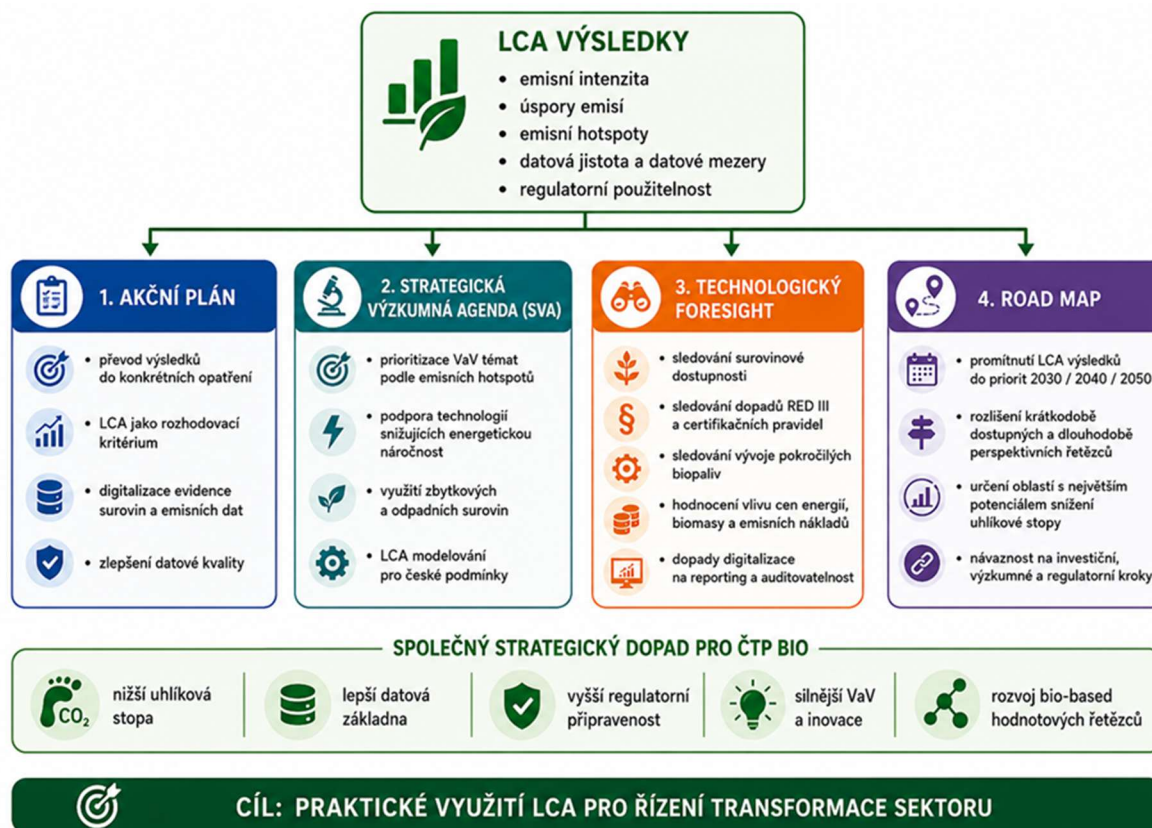 LCA VÝSLEDKY
• emisní intenzita
• úspory emisí
• emisní hotspoty
• datová jistota a datové mezery
• regulatorní použitelnost
1. AKČNÍ PLÁN
• převod výsledků
do konkrétních opatření
• LCA jako rozhodovací
kritérium
• digitalizace evidence
surovin a emisních dat
• zlepšení datové kvality
2. STRATEGICKÁ
VÝZKUMNÁ AGENDA (SVA)
• prioritizace VaV témat
podle emisních hotspotů
• podpora technologií
snižujících energetickou
náročnost
• využití zbytkových
a odpadních surovin
• LCA modelování
pro české podmínky
3. TECHNOLOGICKÝ
FORESIGHT
• sledování surovinové
dostupnosti
§
• sledování dopadů RED III
a certifikačních pravidel
• sledování vývoje pokročilých
biopaliv
• hodnocení vlivu cen energií,
biomasy a emisních nákladů
• dopady digitalizace
na reporting a auditovatelnost
4. ROAD MAP
• promítnutí LCA výsledků
do priorit 2030 / 2040 / 2050
• rozlišení krátkodobě
dostupných a dlouhodobě
perspektivních řetězců
• určení oblastí s největším
potenciálem snížení
uhlíkové stopy
• návaznost na investiční,
výzkumné a regulatorní kroky
SPOLEČNÝ STRATEGICKÝ DOPAD PRO ČTP BIO
CO₂
nižší uhlíková
stopa
lepší datová
základna
vyšší regulatorní
připravenost
silnější VaV
a inovace
rozvoj bio-based
hodnotových řetězců
CÍL: PRAKTICKÉ VYUŽITÍ LCA PRO ŘÍZENÍ TRANSFORMACE SEKTORU